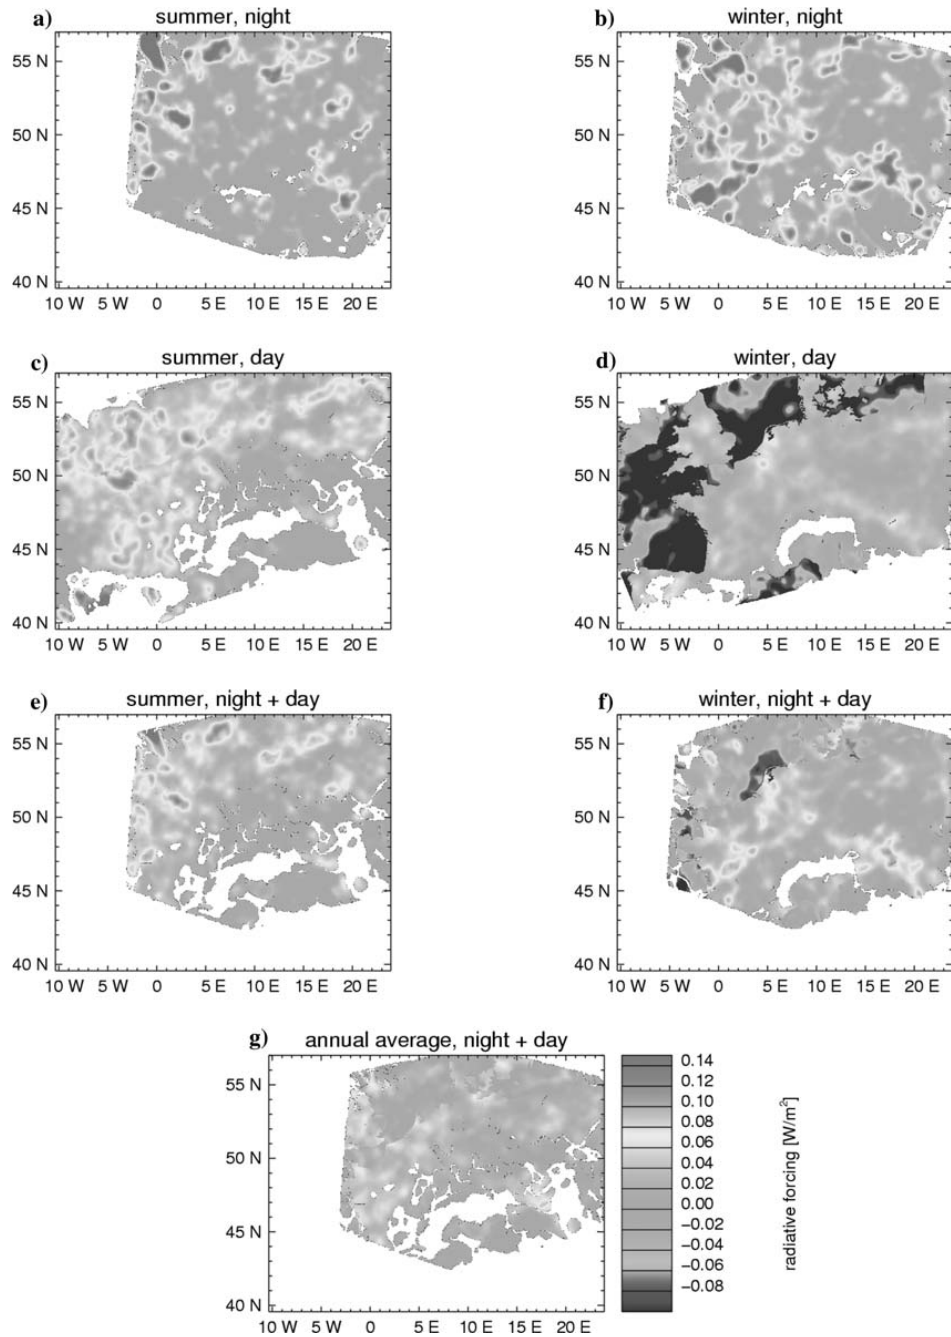 a) summer, night
55 N
50 N
45 N
40 N
10 W 5 W 0 5 E 10 E 15 E 20 E
b) winter, night
55 N
50 N
45 N
40 N
10 W 5 W 0 5 E 10 E 15 E 20 E
c) summer, day
55 N
50 N
45 N
40 N
10 W 5 W 0 5 E 10 E 15 E 20 E
d) winter, day
55 N
50 N
45 N
40 N
10 W 5 W 0 5 E 10 E 15 E 20 E
e) summer, night + day
55 N
50 N
45 N
40 N
10 W 5 W 0 5 E 10 E 15 E 20 E
f) winter, night + day
55 N
50 N
45 N
40 N
10 W 5 W 0 5 E 10 E 15 E 20 E
g) annual average, night + day
55 N
50 N
45 N
40 N
10 W 5 W 0 5 E 10 E 15 E 20 E
0.14
0.12
0.10
0.08
0.06
0.04
0.02
0.00
−0.02
−0.04
−0.06
−0.08
radiative forcing [W/m²]